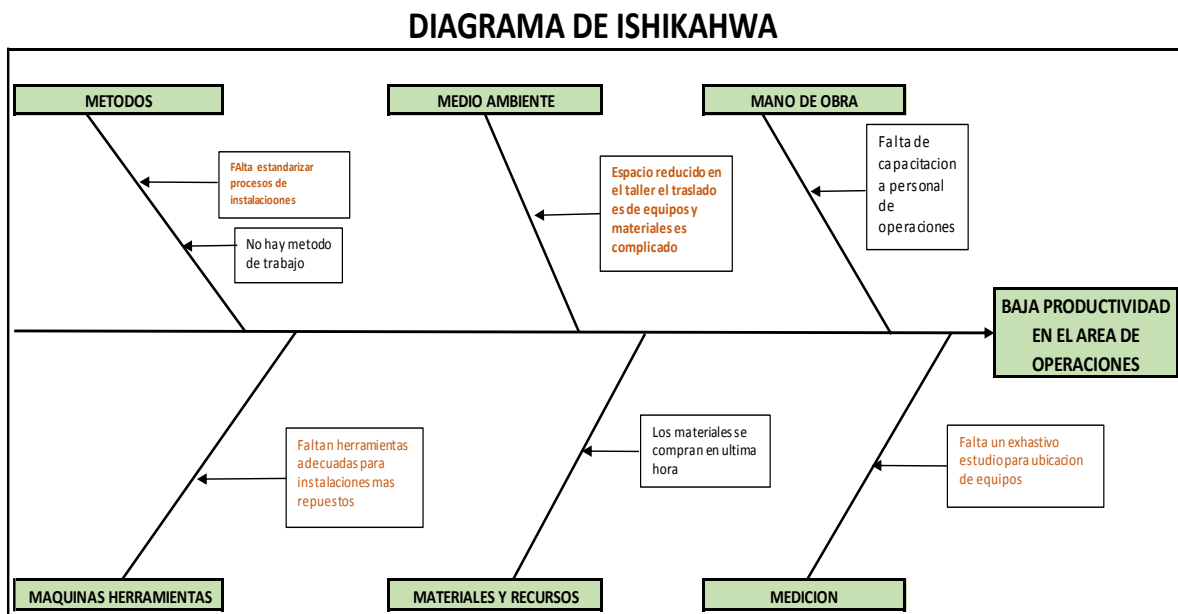 DIAGRAMA DE ISHIKAHWA
METODOS
MEDIO AMBIENTE
MANO DE OBRA
FAlta estandarizar
procesos de
instalaciones
No hay metodo
de trabajo
Espacio reducido en
el taller el traslado
es de equipos y
materiales es
complicado
Falta de
capacitacion
a personal
de
operaciones
BAJA PRODUCTIVIDAD
EN EL AREA DE
OPERACIONES
Faltan herramientas
adecuadas para
instalaciones mas
repuestos
Los materiales se
compran en ultima
hora
Falta un exhastivo
estudio para ubicacion
de equipos
MAQUINAS HERRAMIENTAS
MATERIALES Y RECURSOS
MEDICION